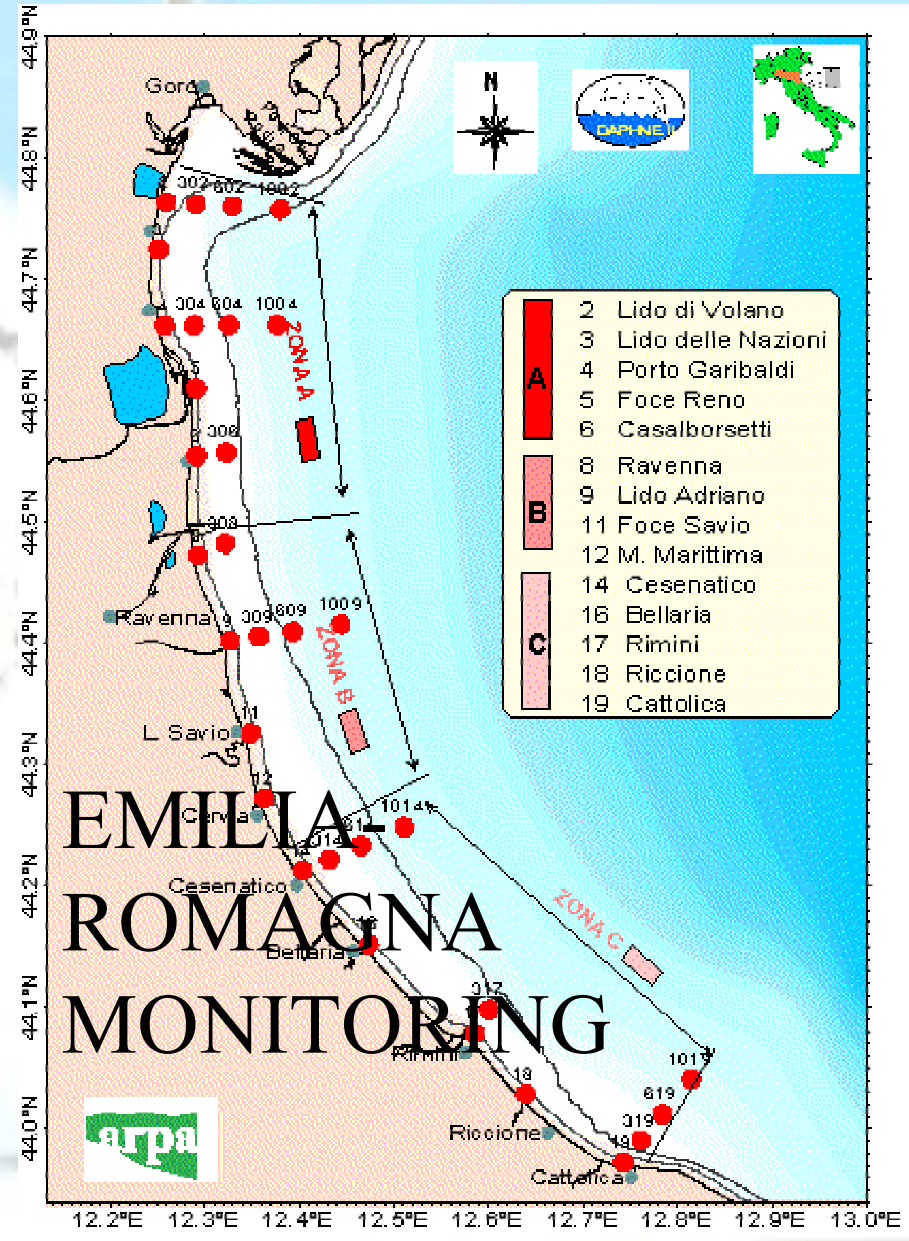 44.9°N
44.8°N
44.7°N
44.6°N
44.5°N
44.4°N
44.3°N
44.2°N
44.1°N
44.0°N
12.2°E 12.3°E 12.4°E 12.5°E 12.6°E 12.7°E 12.8°E 12.9°E 13.0°E
N
DAPHNE II
Goro
302 602 1002
304 604 1004
306
308
Ravenna
9 309 609 1009
ZONA A
ZONA B
ZONA C
11
L. Savio
12
Cervia
1014
Cesenatico
Bellaria
317
Rimini
18
Riccione
1019
619
319
19
Cattolica
A
2 Lido di Volano
3 Lido delle Nazioni
4 Porto Garibaldi
5 Foce Reno
6 Casalborsetti
B
8 Ravenna
9 Lido Adriano
11 Foce Savio
12 M. Marittima
C
14 Cesenatico
16 Bellaria
17 Rimini
18 Riccione
19 Cattolica
EMILIA-
ROMAGNA
MONITORING
arpa